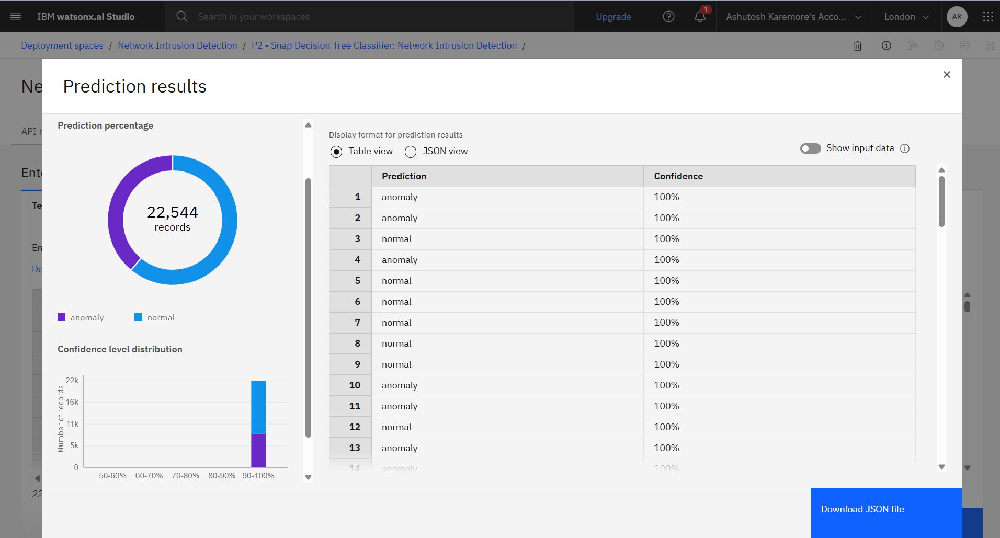 IBM watsonx.ai Studio
Search in your workspaces
Upgrade
1
Ashutosh Karemore's Acco...
London
AK
Deployment spaces / Network Intrusion Detection / P2 - Snap Decision Tree Classifier: Network Intrusion Detection /
Ne
API r
Ente
Te
En
Do
22
Prediction results
Prediction percentage
22,544
records
anomaly normal
Confidence level distribution
Number of records
22k
16k
11k
5k
0
50-60% 60-70% 70-80% 80-90% 90-100%
Display format for prediction results
Table view JSON view
Show input data
Prediction Confidence
1 anomaly 100%
2 anomaly 100%
3 normal 100%
4 anomaly 100%
5 normal 100%
6 normal 100%
7 normal 100%
8 normal 100%
9 normal 100%
10 anomaly 100%
11 anomaly 100%
12 normal 100%
13 anomaly 100%
14 anomaly 100%
Download JSON file